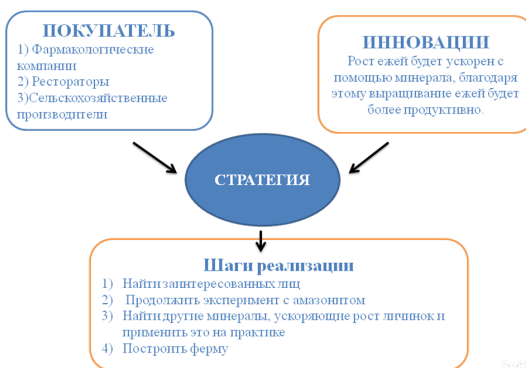 ПОКУПАТЕЛЬ
1) Фармакологические
компании
2) Рестораторы
3)Сельскохозяйственные
производители
ИННОВАЦИИ
Рост ежей будет ускорен с
помощью минерала, благодаря
этому выращивание ежей будет
более продуктивно.
СТРАТЕГИЯ
Шаги реализации
1) Найти заинтересованных лиц
2) Продолжить эксперимент с амазонитом
3) Найти другие минералы, ускоряющие рост личинок и
применить это на практике
4) Построить ферму